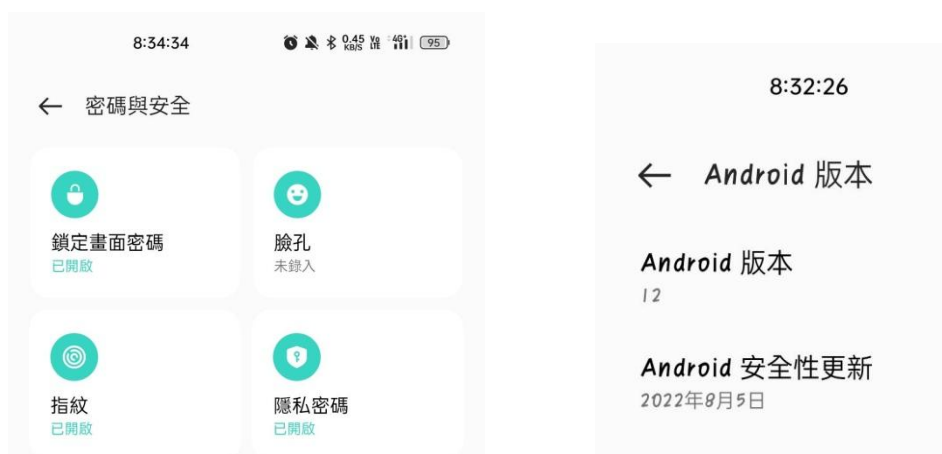 8:34:34
0.45 KB/S Vo LTE 4G+ 95
密碼與安全
鎖定畫面密碼
已開啟
臉孔
未錄入
指紋
已開啟
隱私密碼
已開啟
8:32:26
Android 版本
Android 版本
12
Android 安全性更新
2022年8月5日